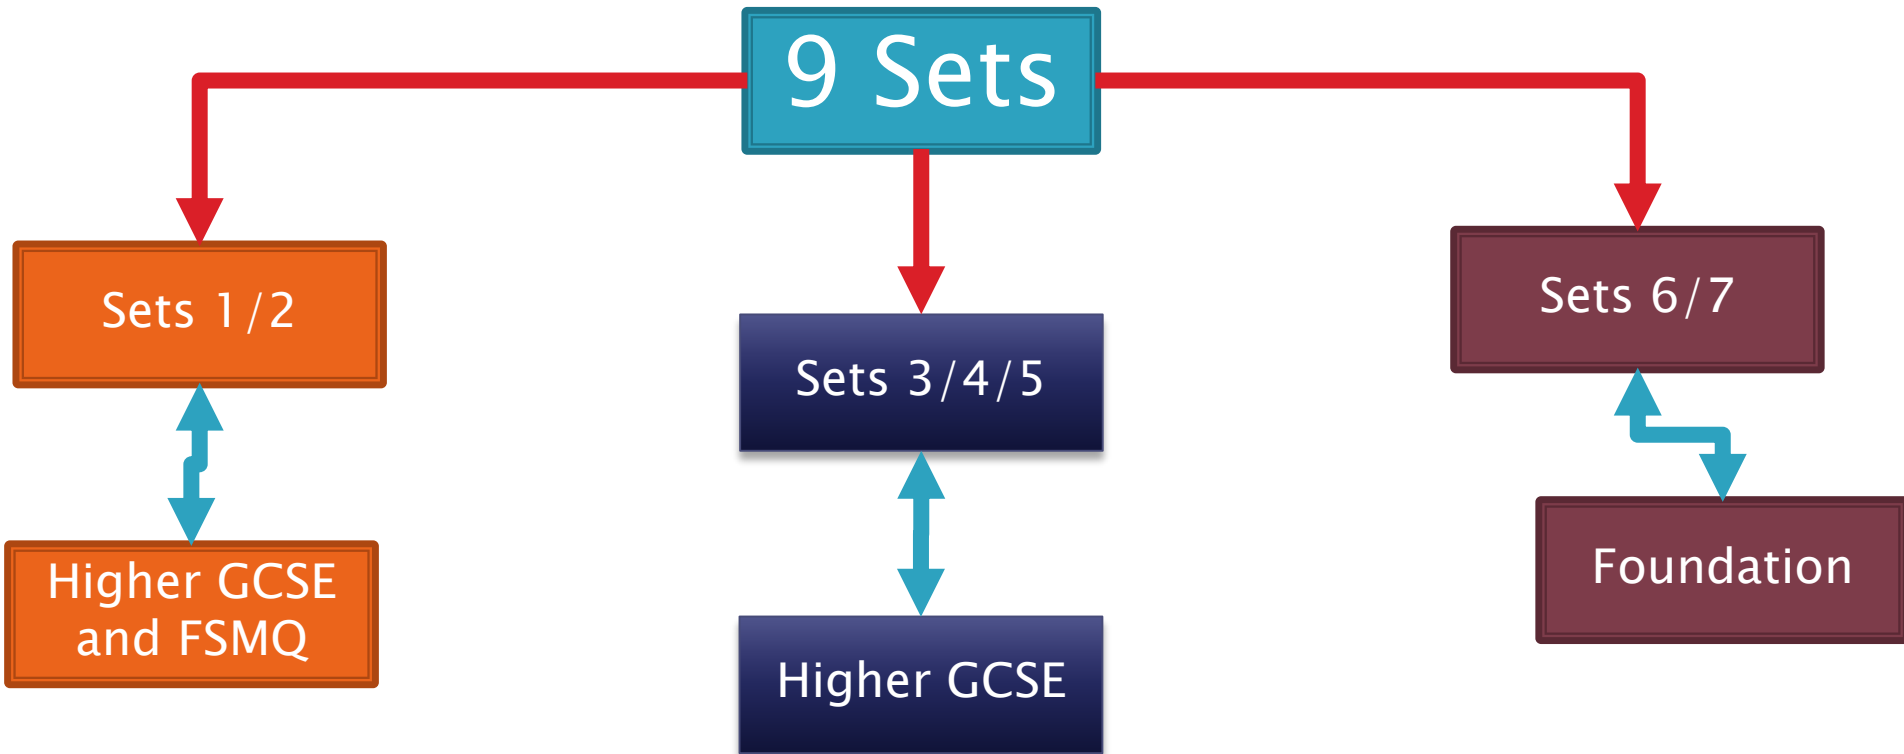 9 Sets
Sets 1/2
Sets 3/4/5
Sets 6/7
Higher GCSE
and FSMQ
Higher GCSE
Foundation